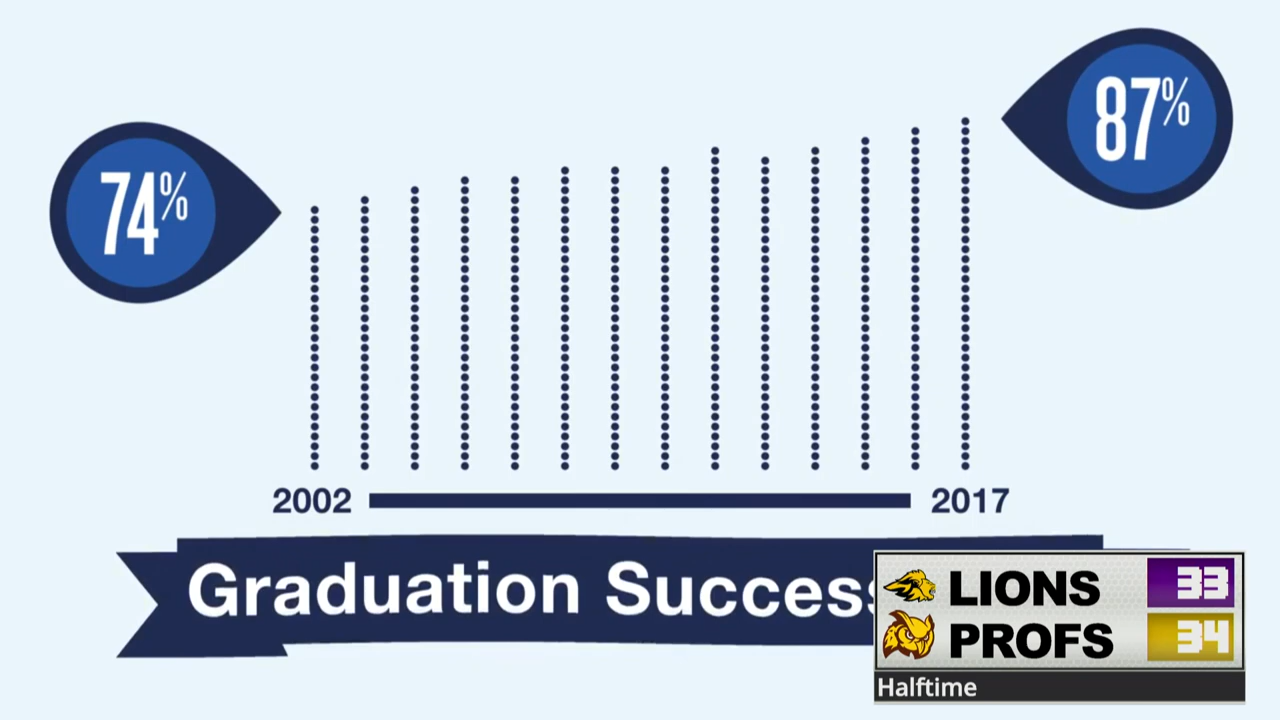 74%
87%
2002
2017
Graduation Success
LIONS 33
PROFS 34
Halftime